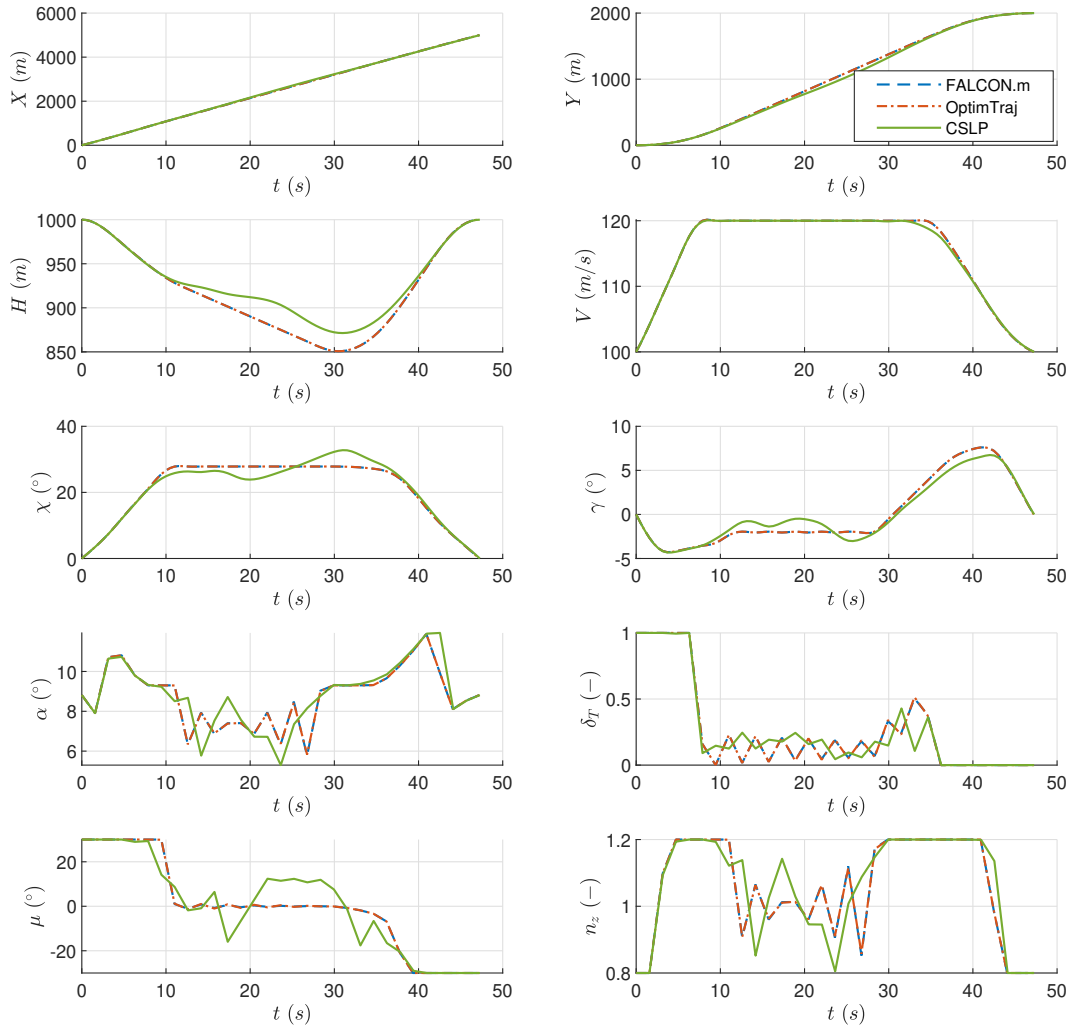 6000
4000
2000
0
X (m)
0 10 20 30 40 50
t (s)
2000
1000
0
Y (m)
FALCON.m
OptimTraj
CSLP
0 10 20 30 40 50
t (s)
1000
950
900
850
H (m)
0 10 20 30 40 50
t (s)
120
110
100
V (m/s)
0 10 20 30 40 50
t (s)
40
20
0
χ (°)
0 10 20 30 40 50
t (s)
10
5
0
-5
γ (°)
0 10 20 30 40 50
t (s)
10
8
6
α (°)
0 10 20 30 40 50
t (s)
1
0.5
0
δ_T (−)
0 10 20 30 40 50
t (s)
20
0
-20
μ (°)
0 10 20 30 40 50
t (s)
1.2
1
0.8
n_z (−)
0 10 20 30 40 50
t (s)